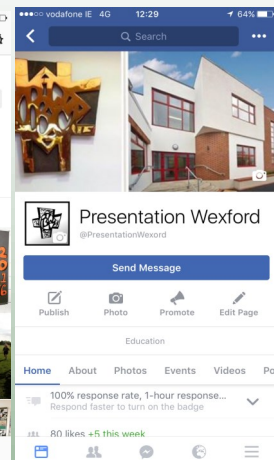 vodafone IE 4G 12:29 64%
Search
Presentation Wexford
@PresentationWexord
Send Message
Publish Photo Promote Edit Page
Education
Home About Photos Events Videos Po
100% response rate, 1-hour response...
Respond faster to turn on the badge
80 likes +5 this week